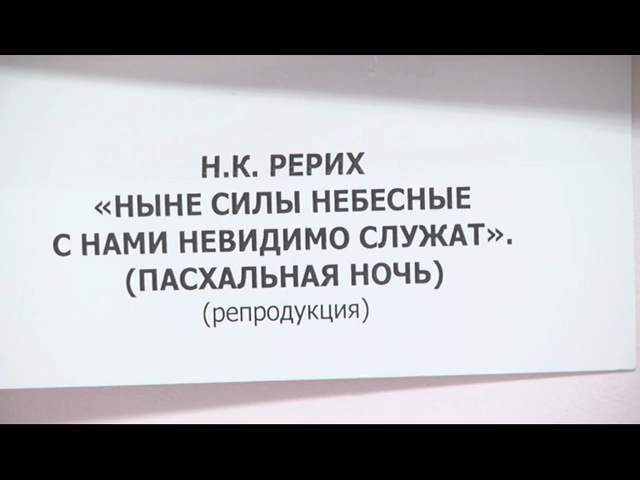 Н.К. РЕРИХ
«НЫНЕ СИЛЫ НЕБЕСНЫЕ
С НАМИ НЕВИДИМО СЛУЖАТ».
(ПАСХАЛЬНАЯ НОЧЬ)
(репродукция)